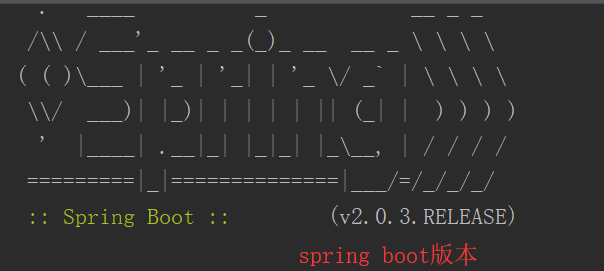 .   ____          _            __ _ _
 /\\ / ___'_ __ _ _(_)_ __  __ _ \ \ \ \
( ( )\___ | '_ | '_| | '_ \/ _` | \ \ \ \
 \\/  ___)| |_)| | | | | || (_| |  ) ) ) )
  '  |____| .__|_| |_|_| |_\__, | / / / /
 =========|_|==============|___/=/_/_/_/
:: Spring Boot :: (v2.0.3.RELEASE)
spring boot版本